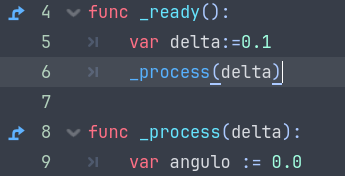 4 func _ready():
5 var delta:=0.1
6 _process(delta)
7
8 func _process(delta):
9 var angulo := 0.0